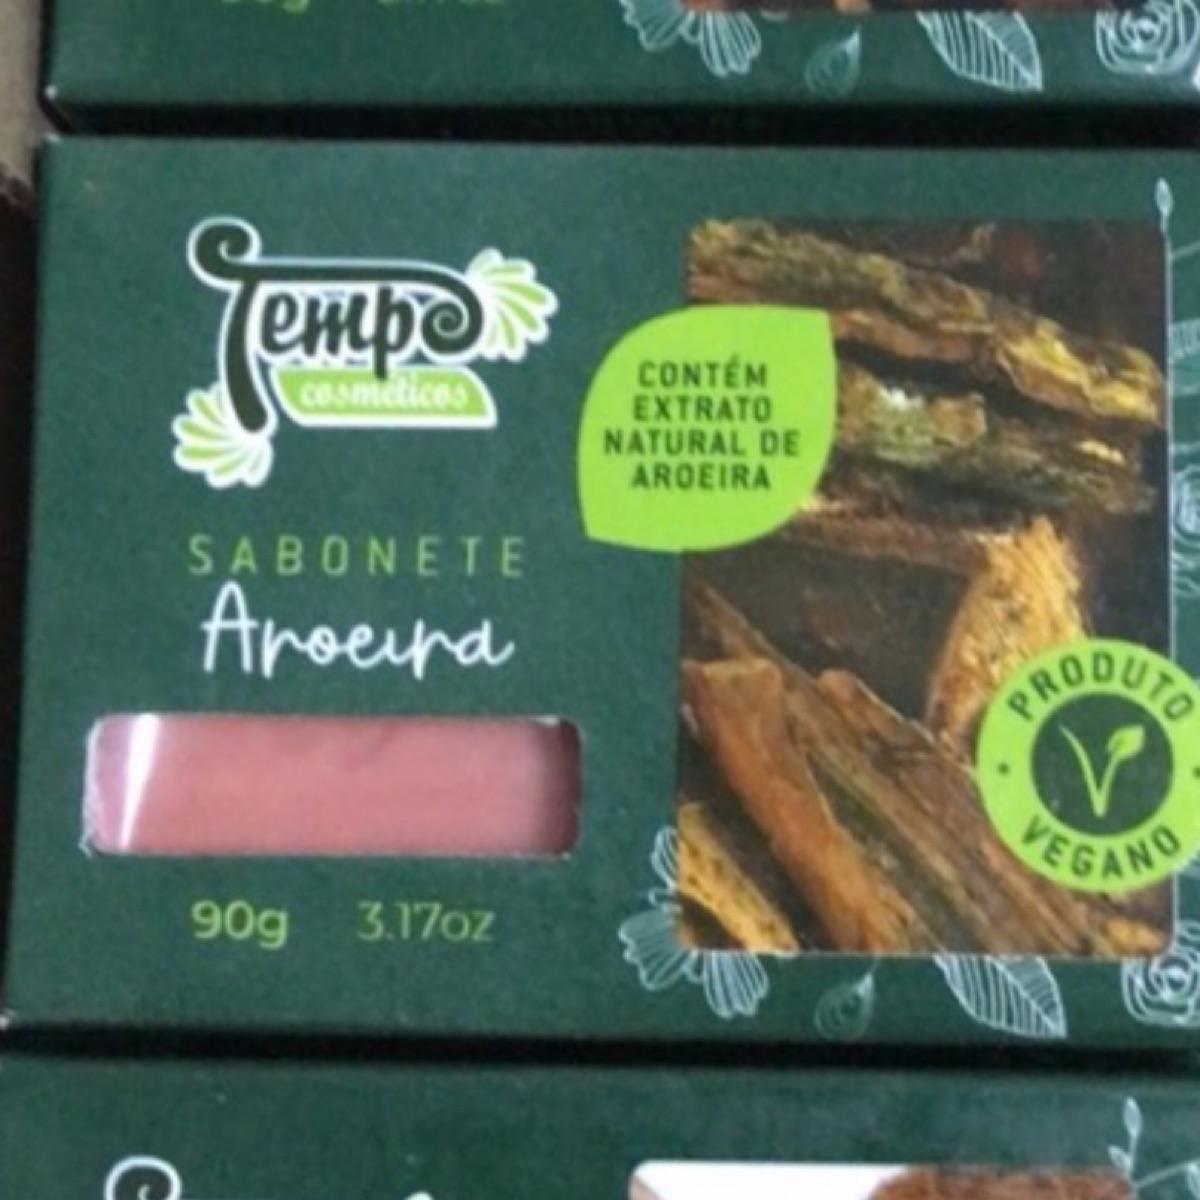 Tempo
cosméticos
SABONETE
Aroeira
90g 3.17oz
CONTÉM
EXTRATO
NATURAL DE
AROEIRA
PRODUTO
VEGANO